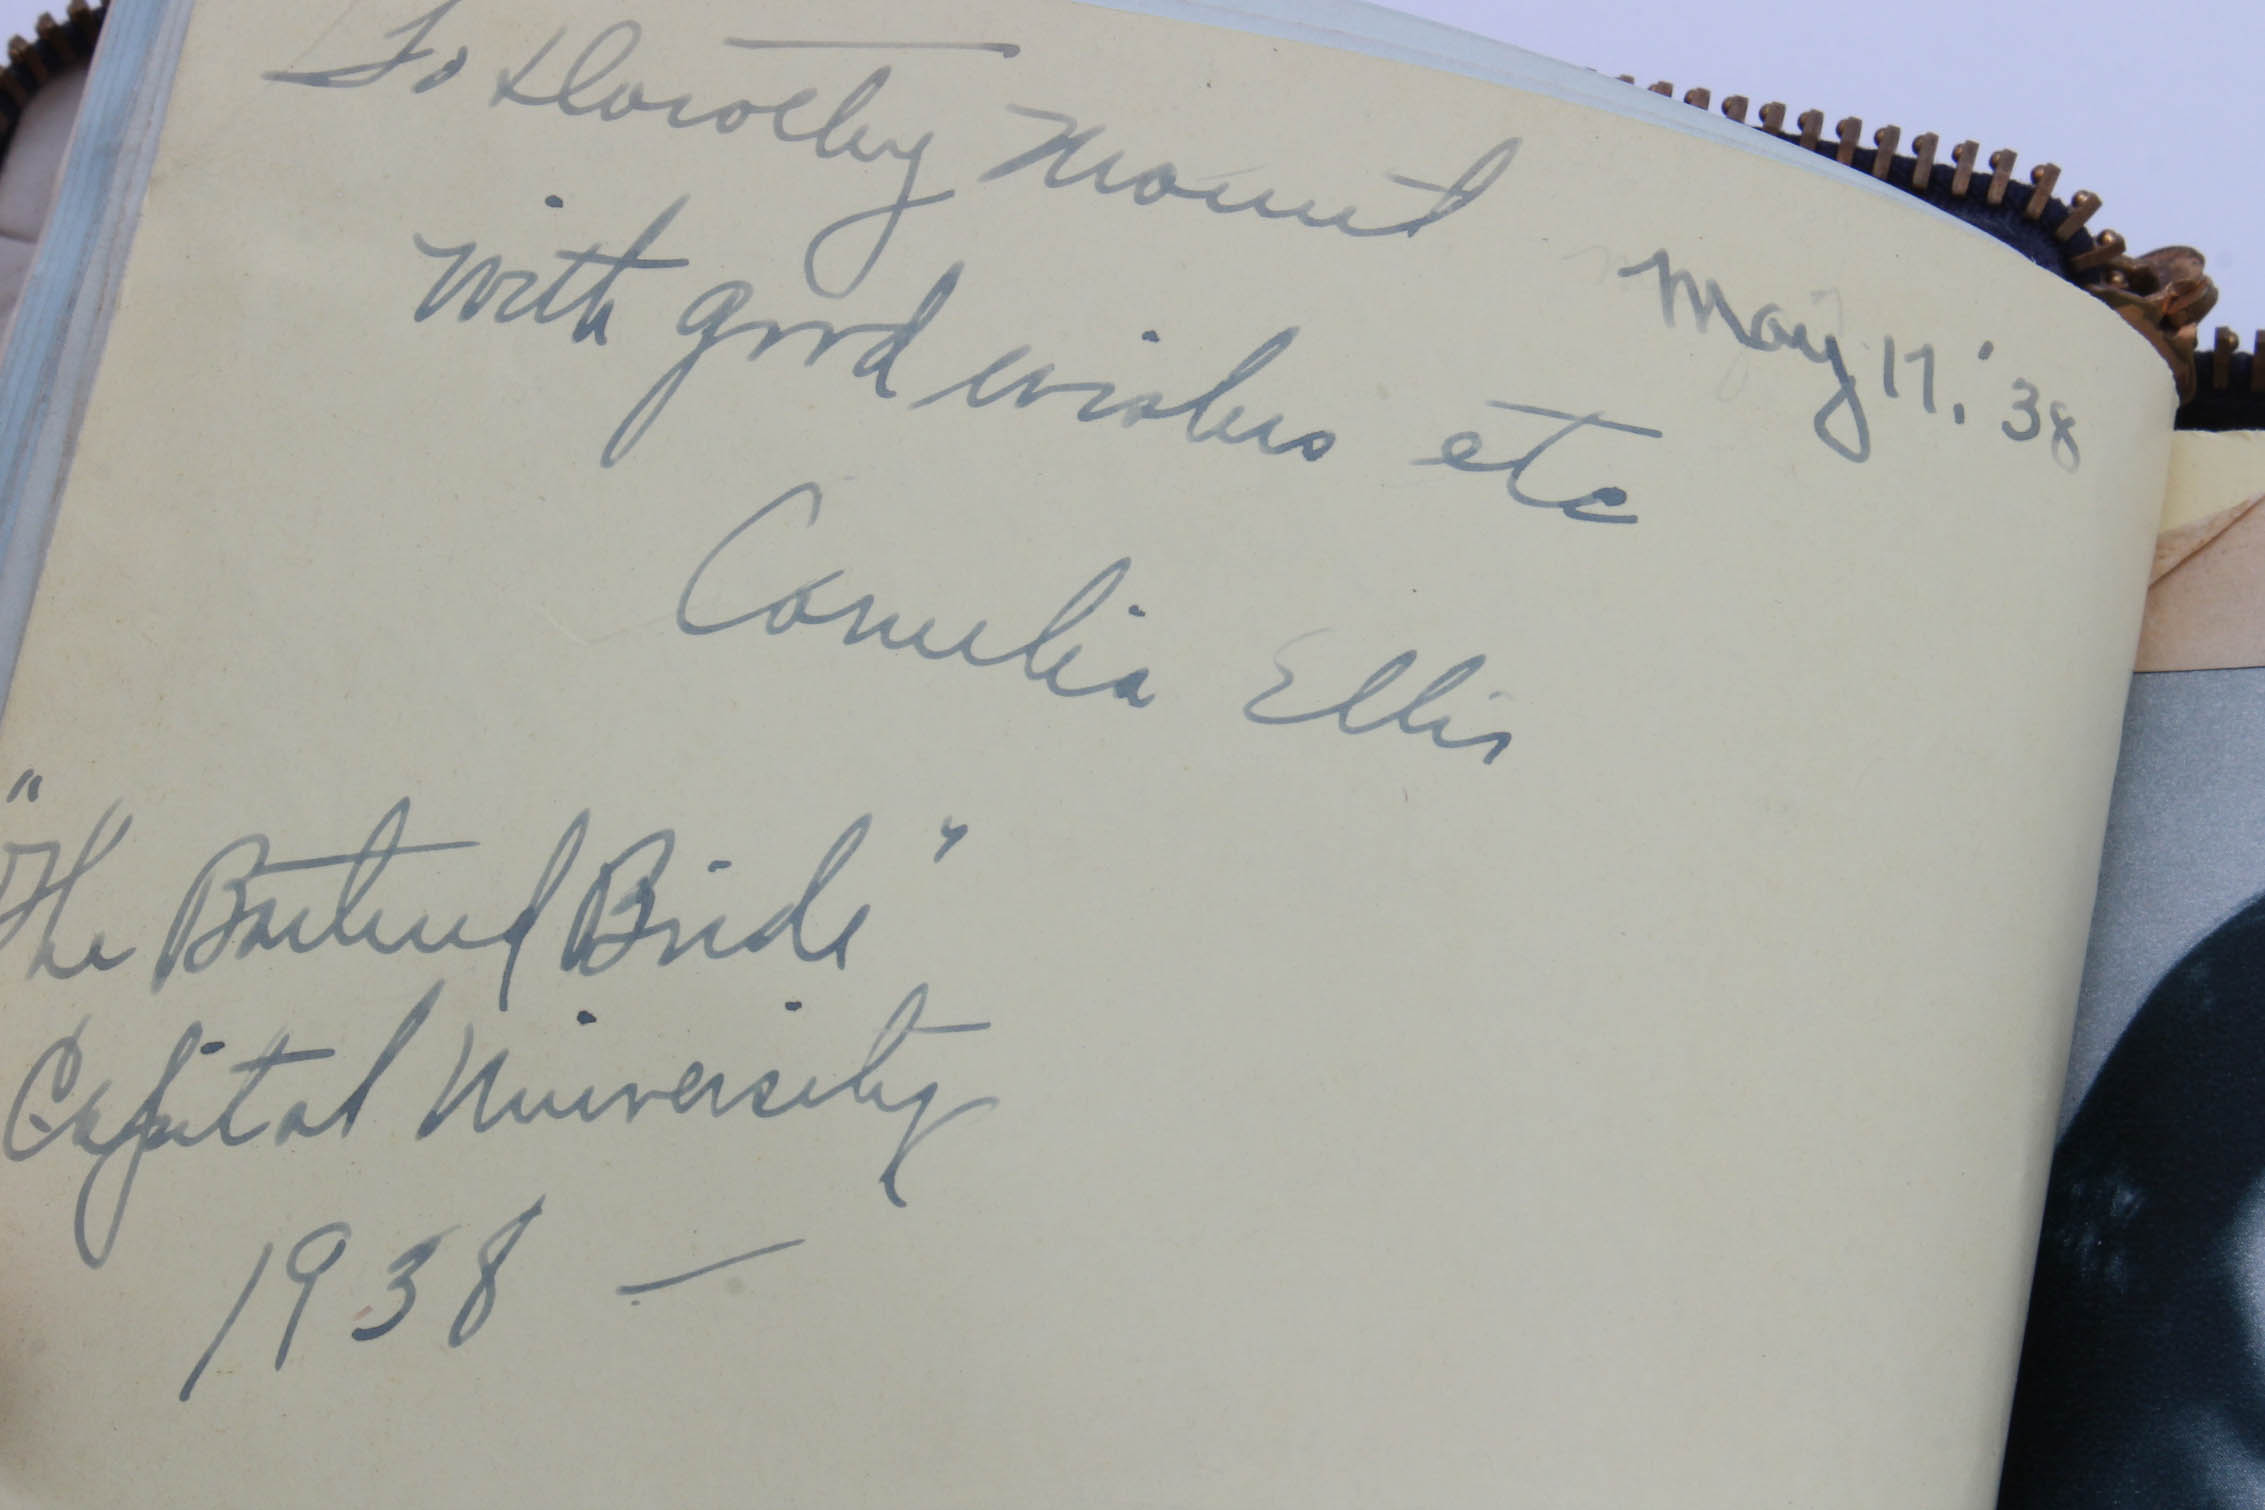 To Dorothy Mount
with good wishes etc
May 17. '38
Cornelia Ellis
"The Bartered Bride"
Capital University
1938 —